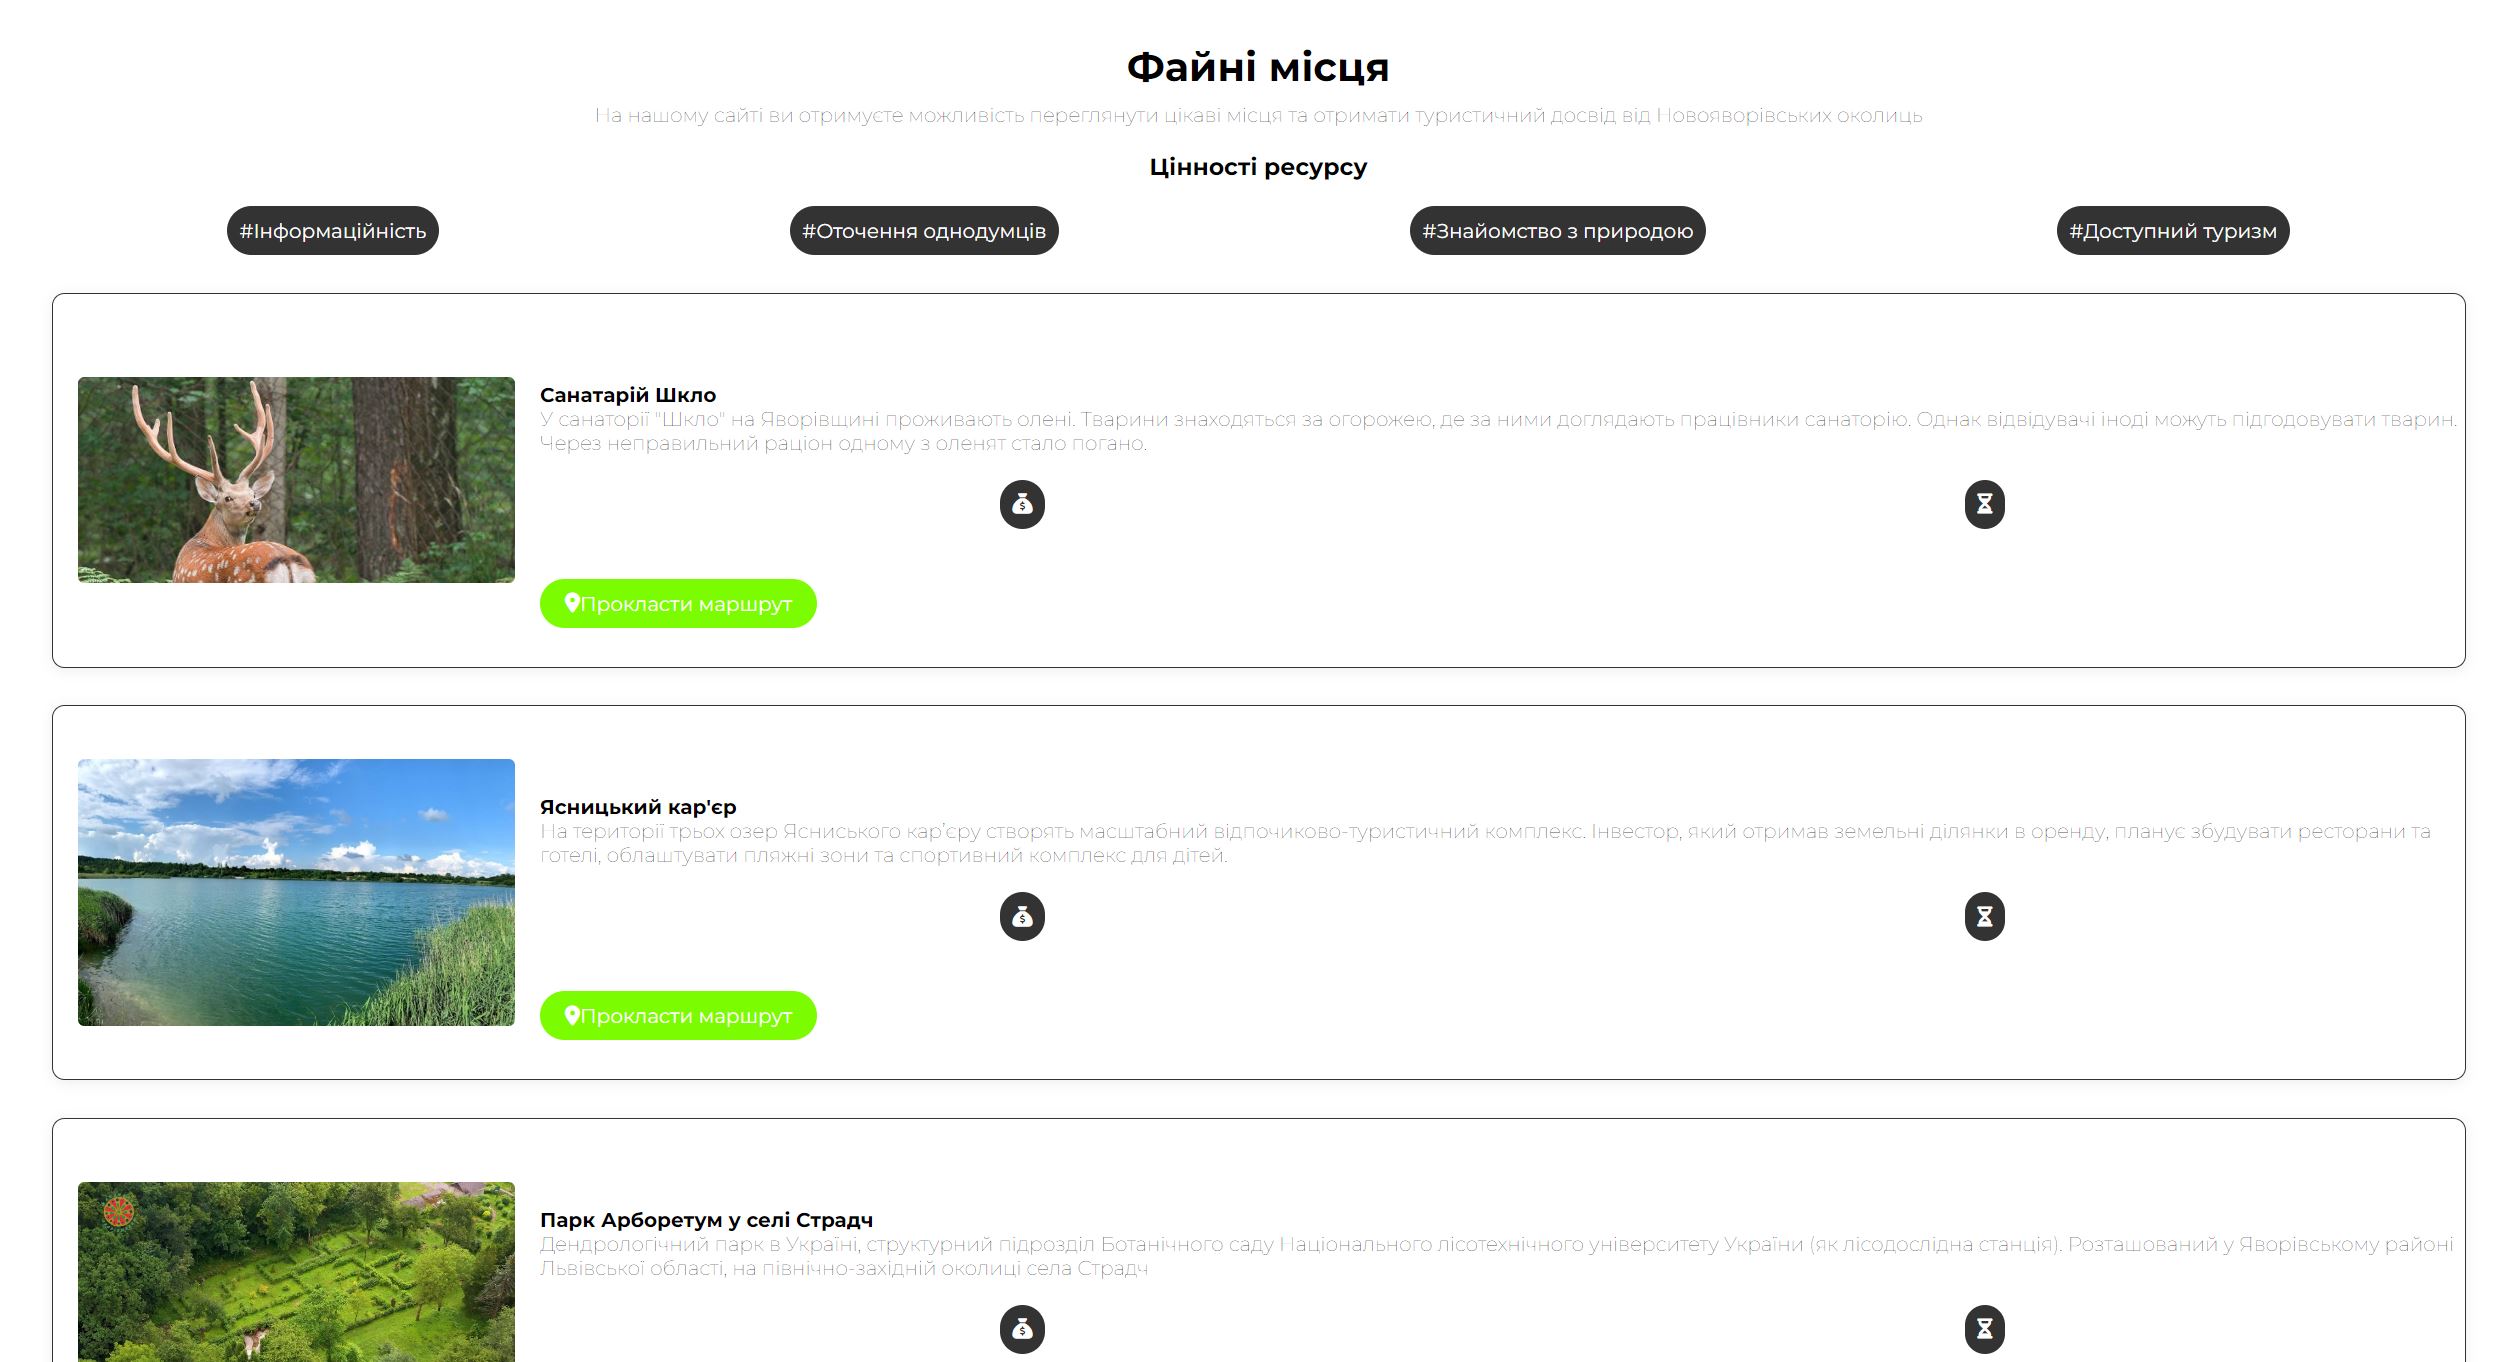 Файні місця
На нашому сайті ви отримуєте можливість переглянути цікаві місця та отримати туристичний досвід від Новояворівських околиць
Цінності ресурсу
#Інформаційність
#Оточення однодумців
#Знайомство з природою
#Доступний туризм
Санатарій Шкло
У санаторії "Шкло" на Яворівщині проживають олені. Тварини знаходяться за огорожею, де за ними доглядають працівники санаторію. Однак відвідувачі іноді можуть підгодовувати тварин.
Через неправильний раціон одному з оленят стало погано.
Прокласти маршрут
Ясницький кар'єр
На території трьох озер Ясниського кар’єру створять масштабний відпочиково-туристичний комплекс. Інвестор, який отримав земельні ділянки в оренду, планує збудувати ресторани та
готелі, облаштувати пляжні зони та спортивний комплекс для дітей.
Прокласти маршрут
Парк Арборетум у селі Страдч
Дендрологічний парк в Україні, структурний підрозділ Ботанічного саду Національного лісотехнічного університету України (як лісодослідна станція). Розташований у Яворівському районі
Львівської області, на північно-західній околиці села Страдч